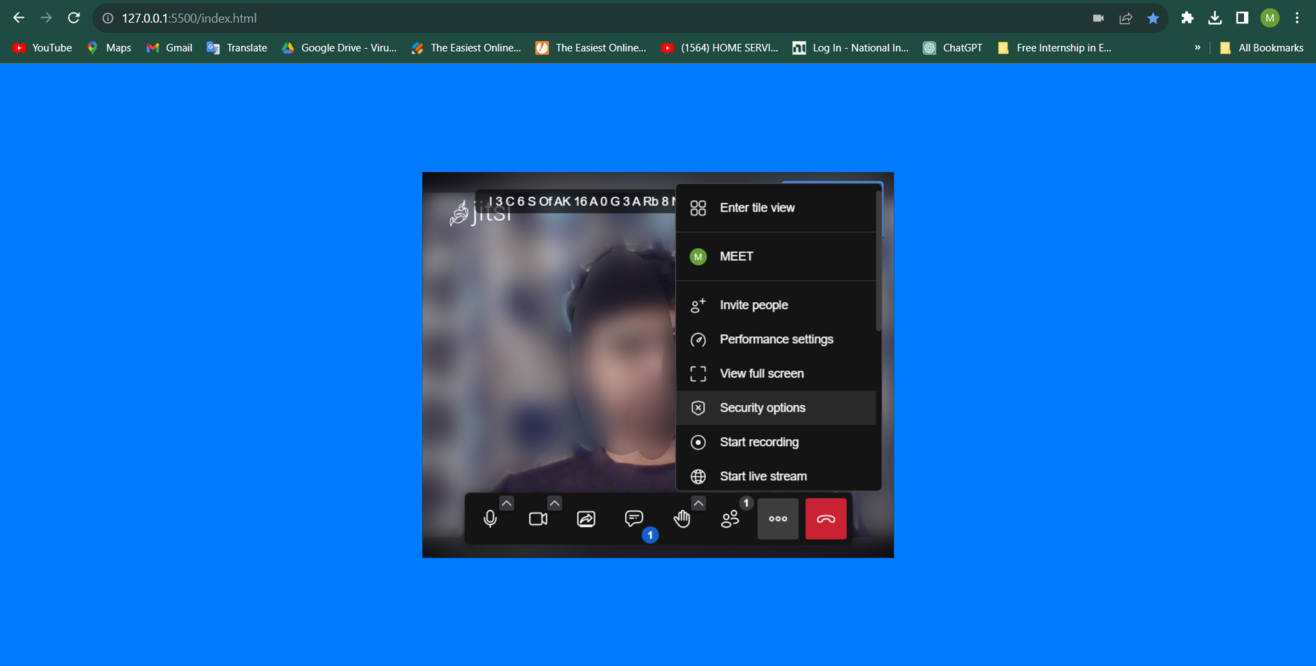 127.0.0.1:5500/index.html
M
YouTube Maps Gmail Translate Google Drive - Viru... The Easiest Online... The Easiest Online... (1564) HOME SERVI... Log In - National In... ChatGPT Free Internship in E... » All Bookmarks
I 3 C 6 S Of AK 16 A 0 G 3 A Rb 8
jitsi
Enter tile view
M MEET
Invite people
Performance settings
View full screen
Security options
Start recording
Start live stream
1
1